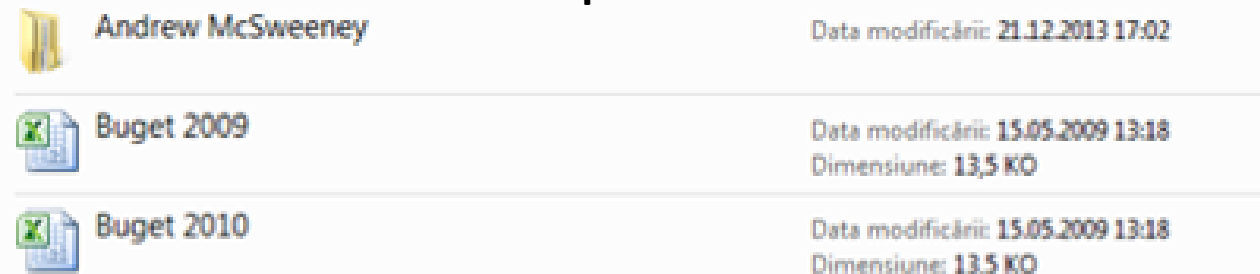 Andrew McSweeney
Data modificării: 21.12.2013 17:02
Buget 2009
Data modificării: 15.05.2009 13:18
Dimensiune: 13,5 KO
Buget 2010
Data modificării: 15.05.2009 13:18
Dimensiune: 13,5 KO